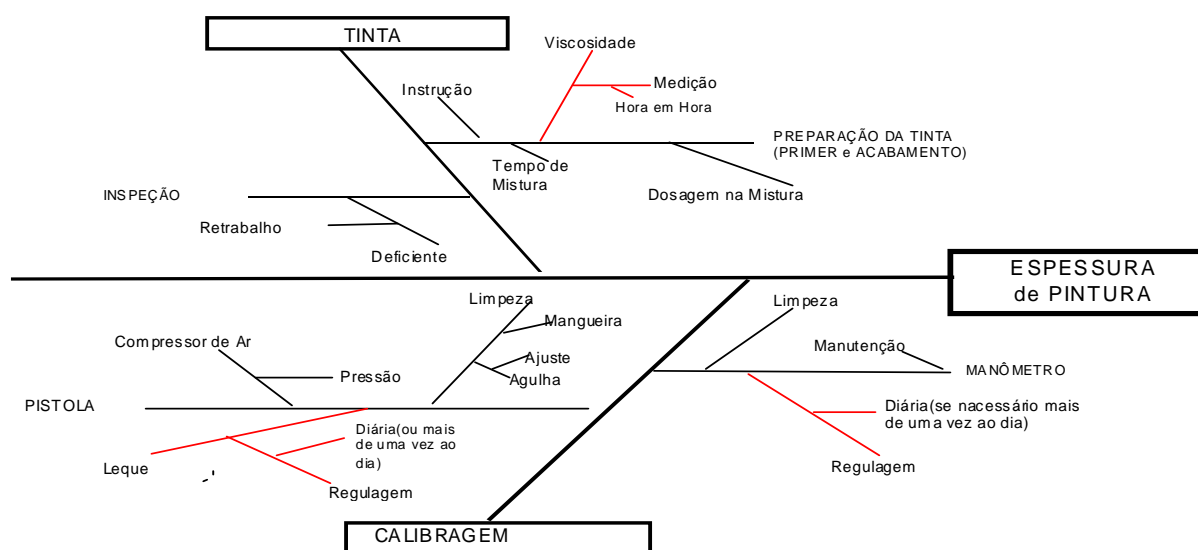 TINTA
Viscosidade
Medição
Instrução
Hora em Hora
PREPARAÇÃO DA TINTA
(PRIMER e ACABAMENTO)
Tempo de
Mistura
INSPEÇÃO
Dosagem na Mistura
Retrabalho
Deficiente
ESPESSURA
de PINTURA
Limpeza
Mangueira
Compressor de Ar
Ajuste
Pressão
Agulha
PISTOLA
Diária(ou mais
de uma vez ao
dia)
Leque
Regulagem
Limpeza
Manutenção
MANÔMETRO
Diária(se nacessário mais
de uma vez ao dia)
Regulagem
CALIBRAGEM